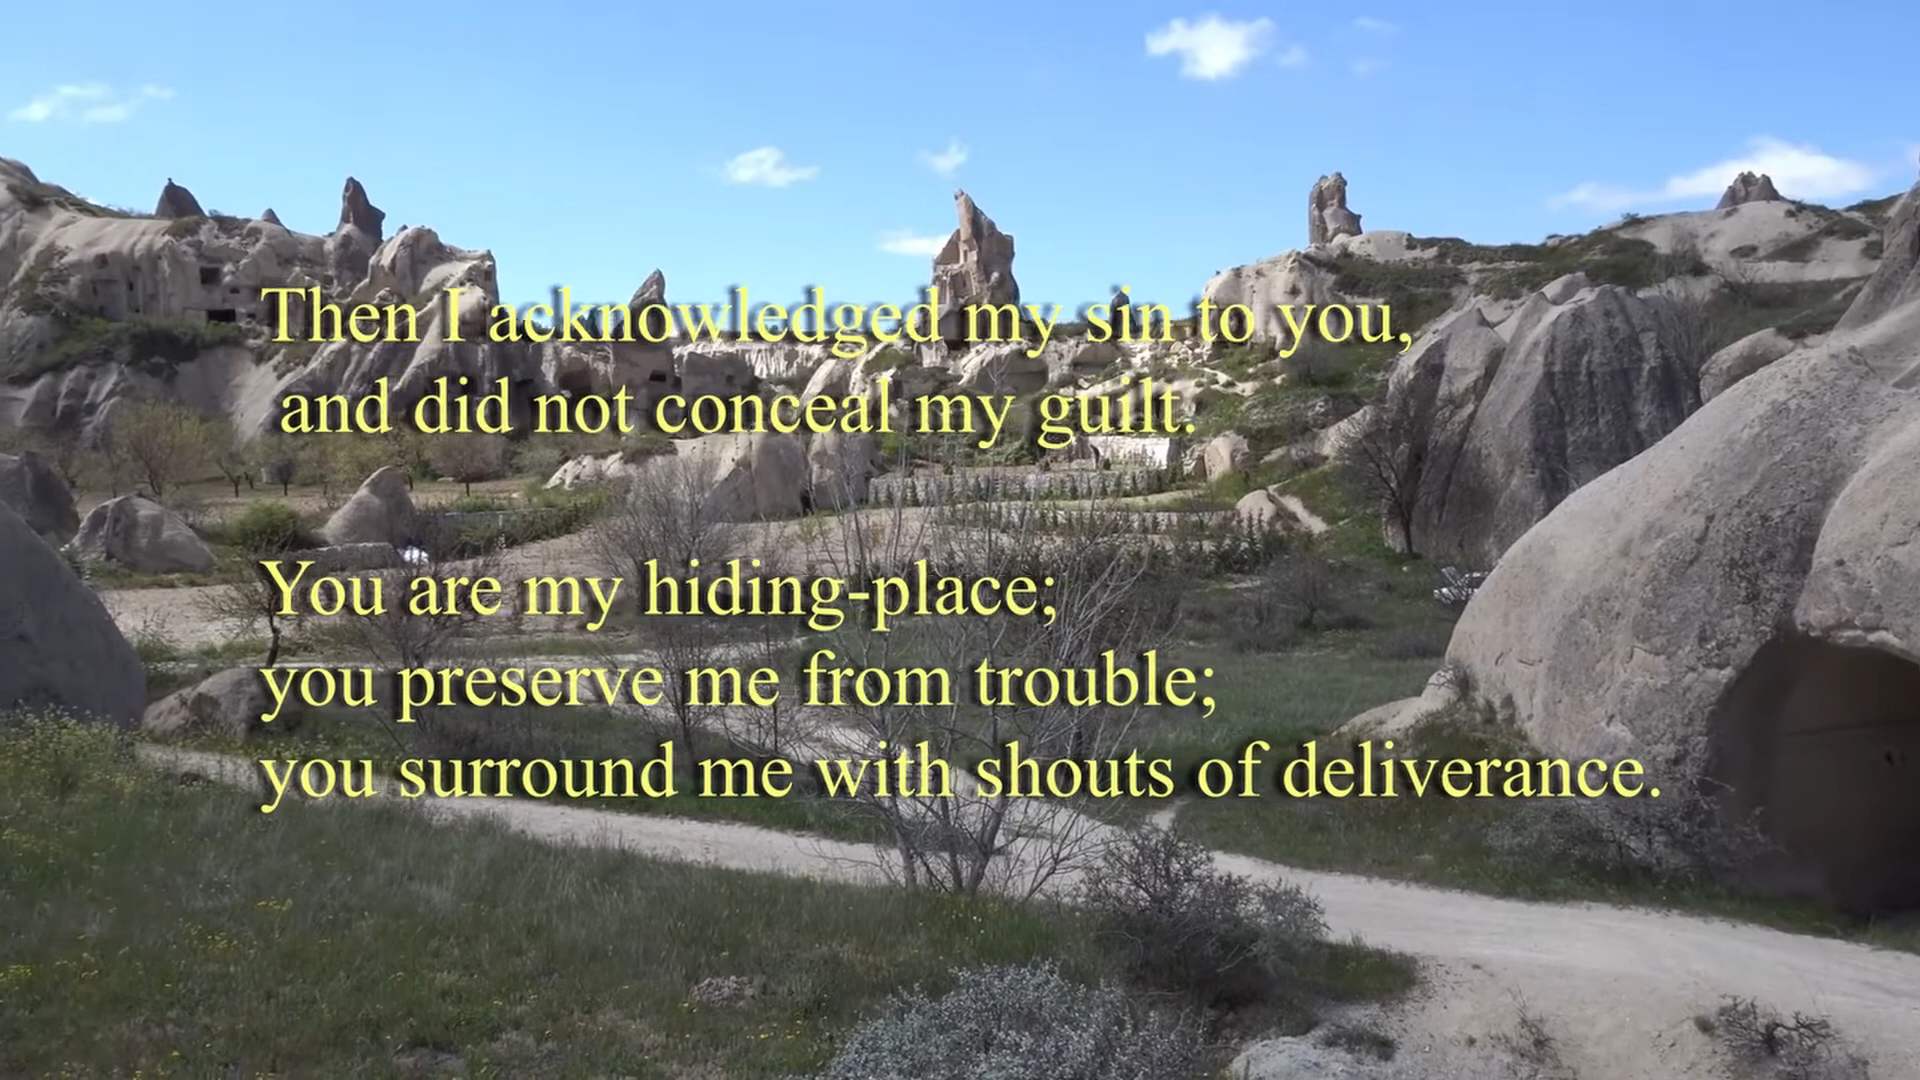 Then I acknowledged my sin to you,
and did not conceal my guilt.
You are my hiding-place;
you preserve me from trouble;
you surround me with shouts of deliverance.